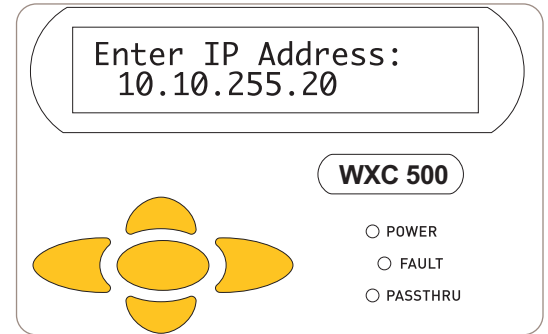 Enter IP Address:
10.10.255.20
WXC 500
POWER
FAULT
PASSTHRU